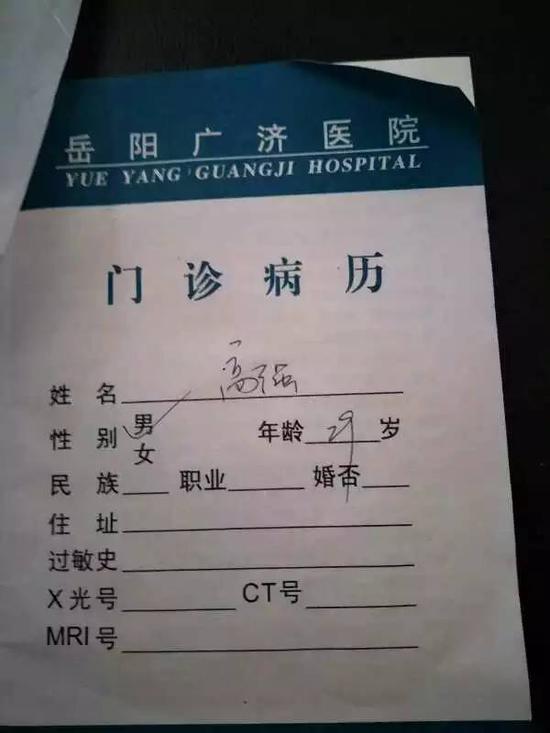 岳阳广济医院
YUE YANG GUANGJI HOSPITAL
门诊病历
姓名 高强
性别 男 女 年龄 29 岁
民族 职业 婚否
住址
过敏史
X光号 CT号
MRI号